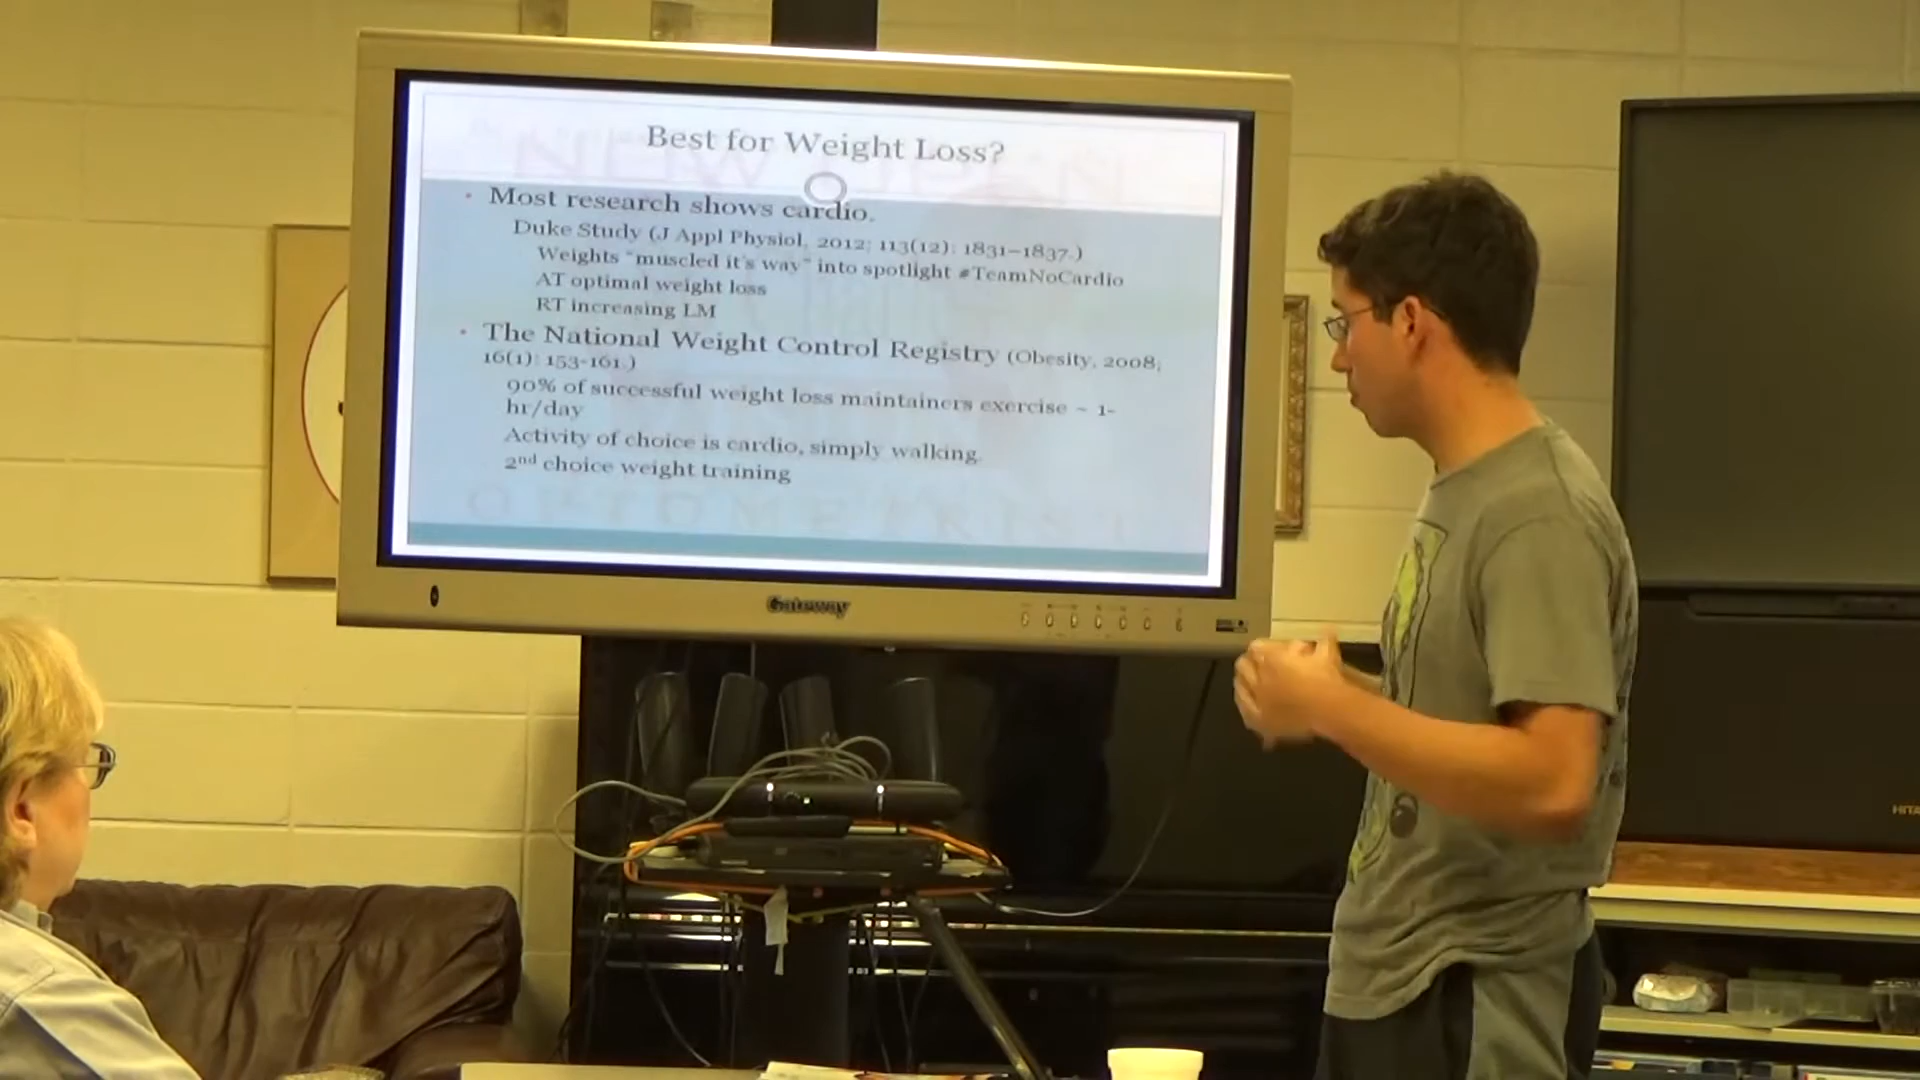 Best for Weight Loss?
• Most research shows cardio.
Duke Study (J Appl Physiol, 2012; 113(12): 1831–1837.)
Weights "muscled it's way" into spotlight #TeamNoCardio
AT optimal weight loss
RT increasing LM
• The National Weight Control Registry (Obesity, 2008;
16(1): 153-161.)
90% of successful weight loss maintainers exercise ~ 1-
hr/day
Activity of choice is cardio, simply walking.
2nd choice weight training
OPTOMETRIST
Gateway